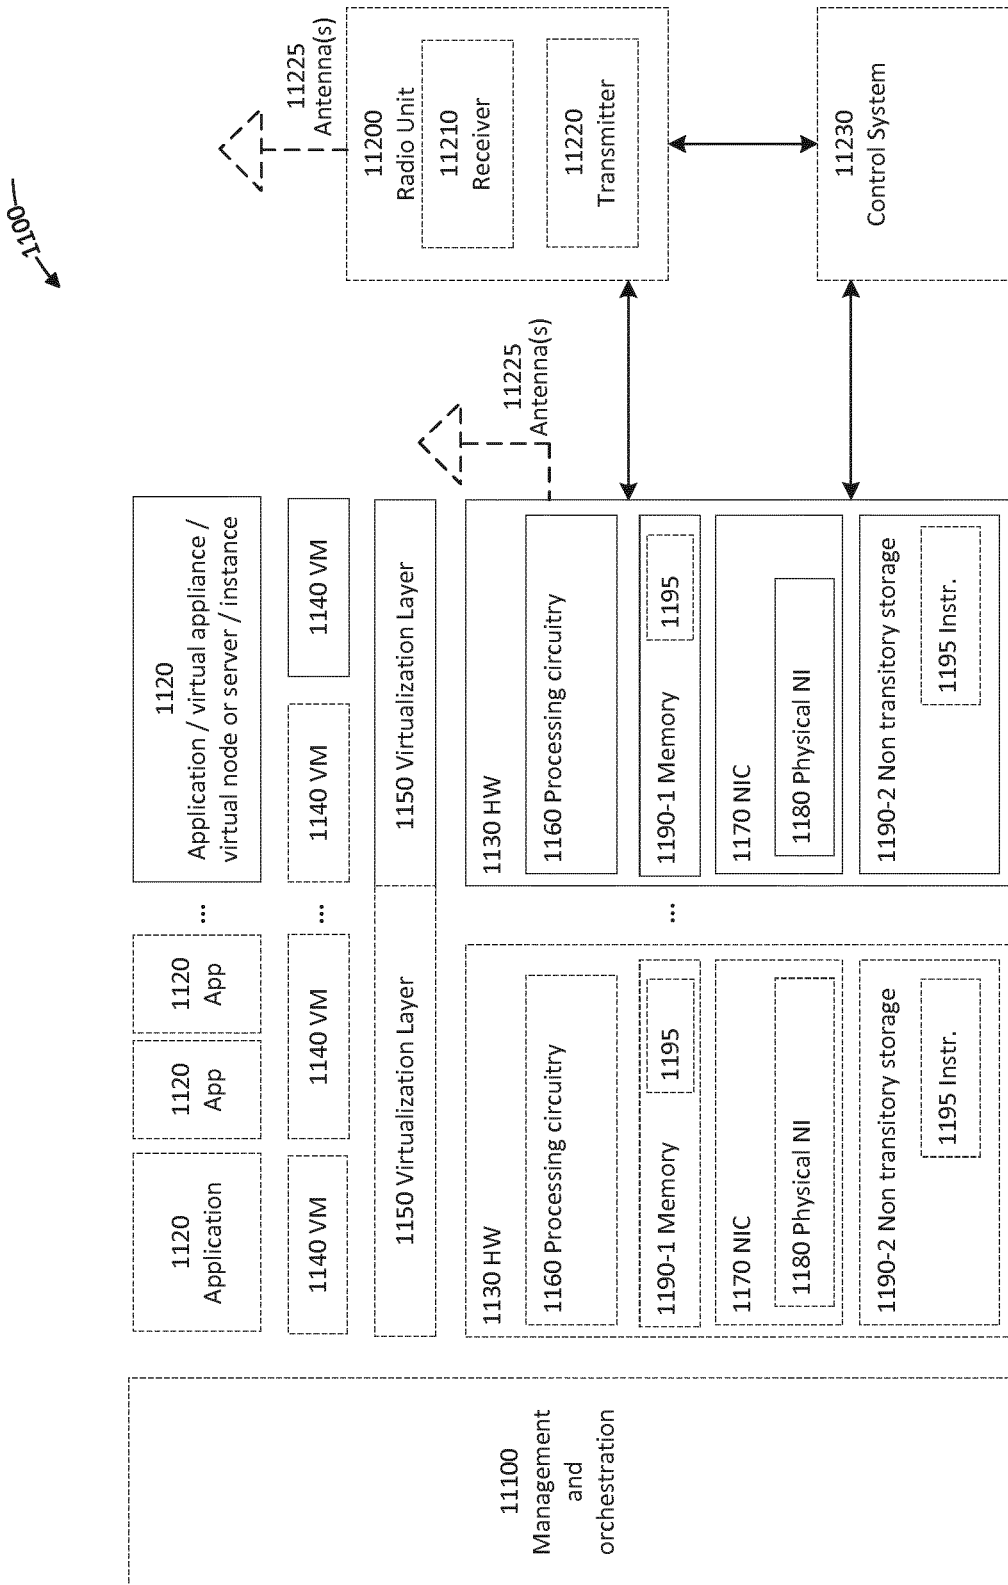 1100
11100
Management
and
orchestration
1120
Application
1120
App
1120
App
...
1120
Application / virtual appliance /
virtual node or server / instance
1140 VM
1140 VM
...
1140 VM
1140 VM
1150 Virtualization Layer
1150 Virtualization Layer
1130 HW
1160 Processing circuitry
1190-1 Memory
1195
1170 NIC
1180 Physical NI
1190-2 Non transitory storage
1195 Instr.
...
1130 HW
1160 Processing circuitry
1190-1 Memory
1195
1170 NIC
1180 Physical NI
1190-2 Non transitory storage
1195 Instr.
11225
Antenna(s)
11225
Antenna(s)
11200
Radio Unit
11210
Receiver
11220
Transmitter
11230
Control System